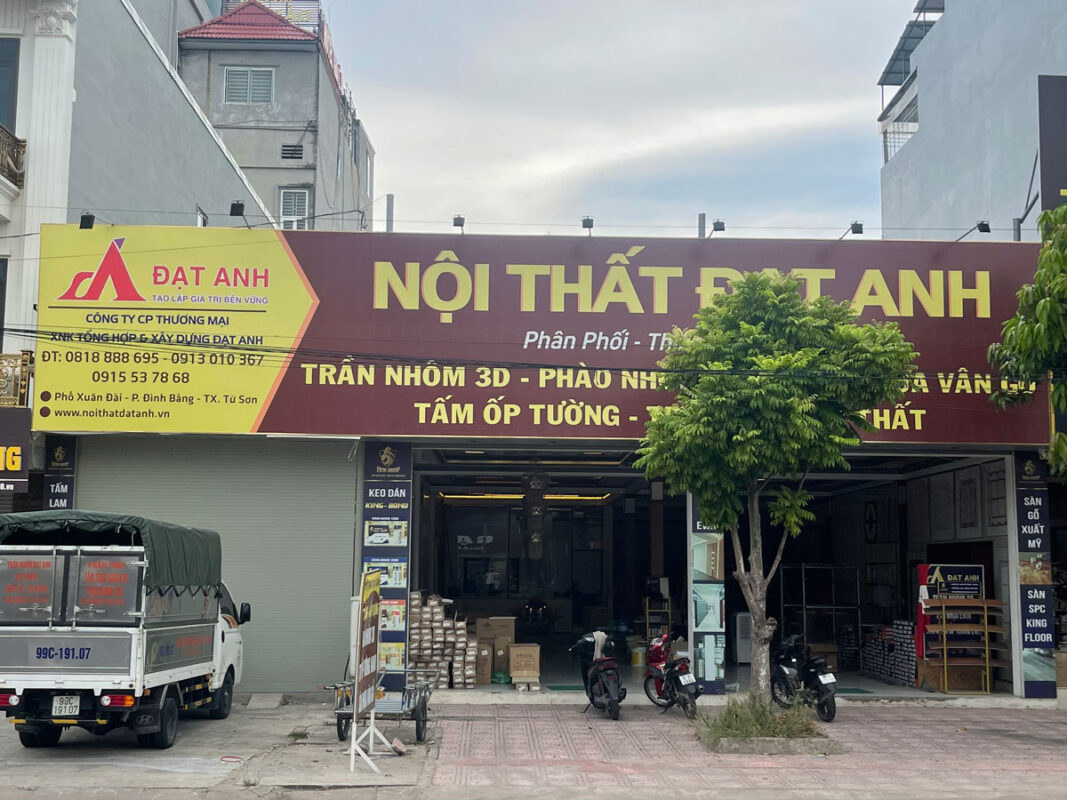 ĐẠT ANH
TẠO LẬP GIÁ TRỊ BỀN VỮNG
CÔNG TY CP THƯƠNG MẠI
XNK TỔNG HỢP & XÂY DỰNG ĐẠT ANH
ĐT: 0818 888 695 - 0913 010 367
0915 53 78 68
Phố Xuân Đài - P. Đình Bảng - TX. Từ Sơn
www.noithatdatanh.vn
NỘI THẤT ĐẠT ANH
Phân Phối -
TRẦN NHÔM 3D - PHÀO VÂN GỖ
TẤM ỐP TƯỜNG - THẤT
TẤM
LAM
KEO DÁN
KING-BOND
SÀN
GỖ
XUẤT
MỸ
SÀN
SPC
KING
FLOOR
ĐẠT ANH
99C-191.07
99C
191.07